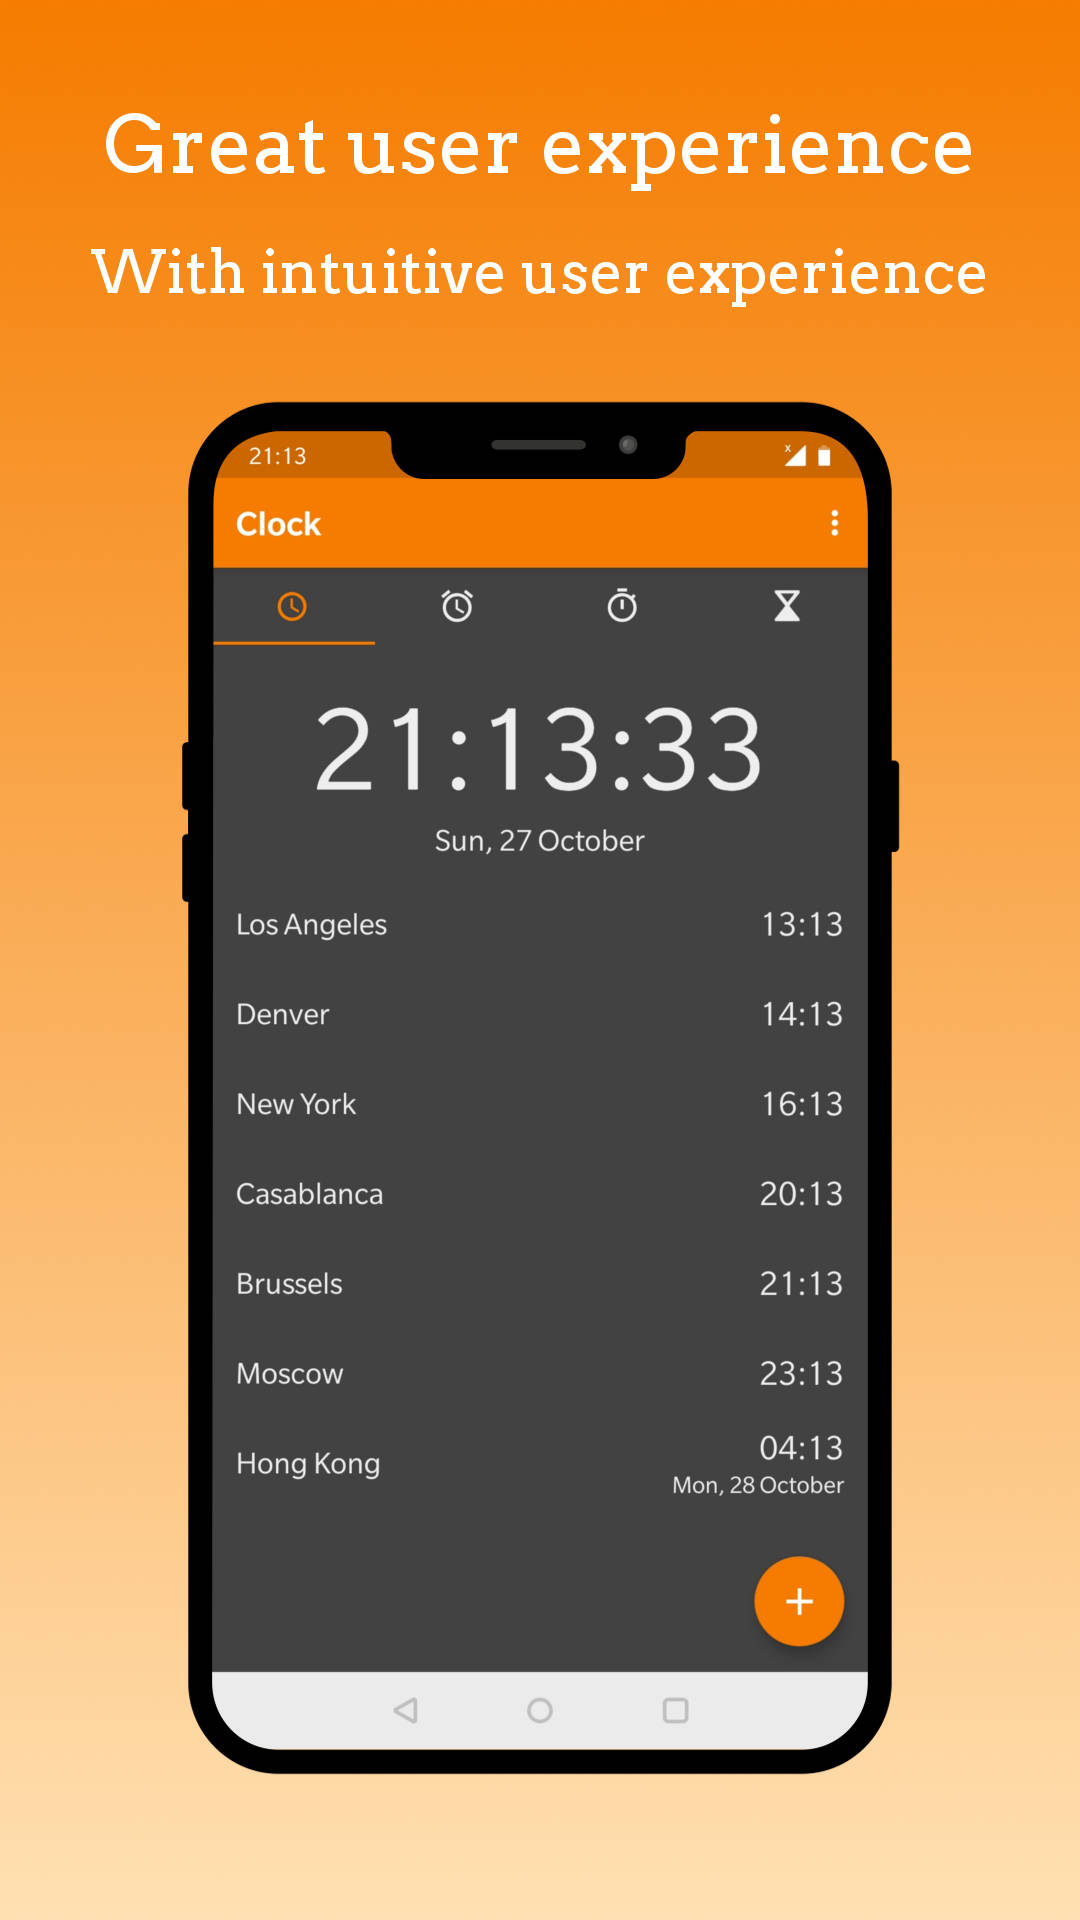 Great user experience
With intuitive user experience
21:13
x
Clock
21:13:33
Sun, 27 October
Los Angeles 13:13
Denver 14:13
New York 16:13
Casablanca 20:13
Brussels 21:13
Moscow 23:13
Hong Kong 04:13
Mon, 28 October
+